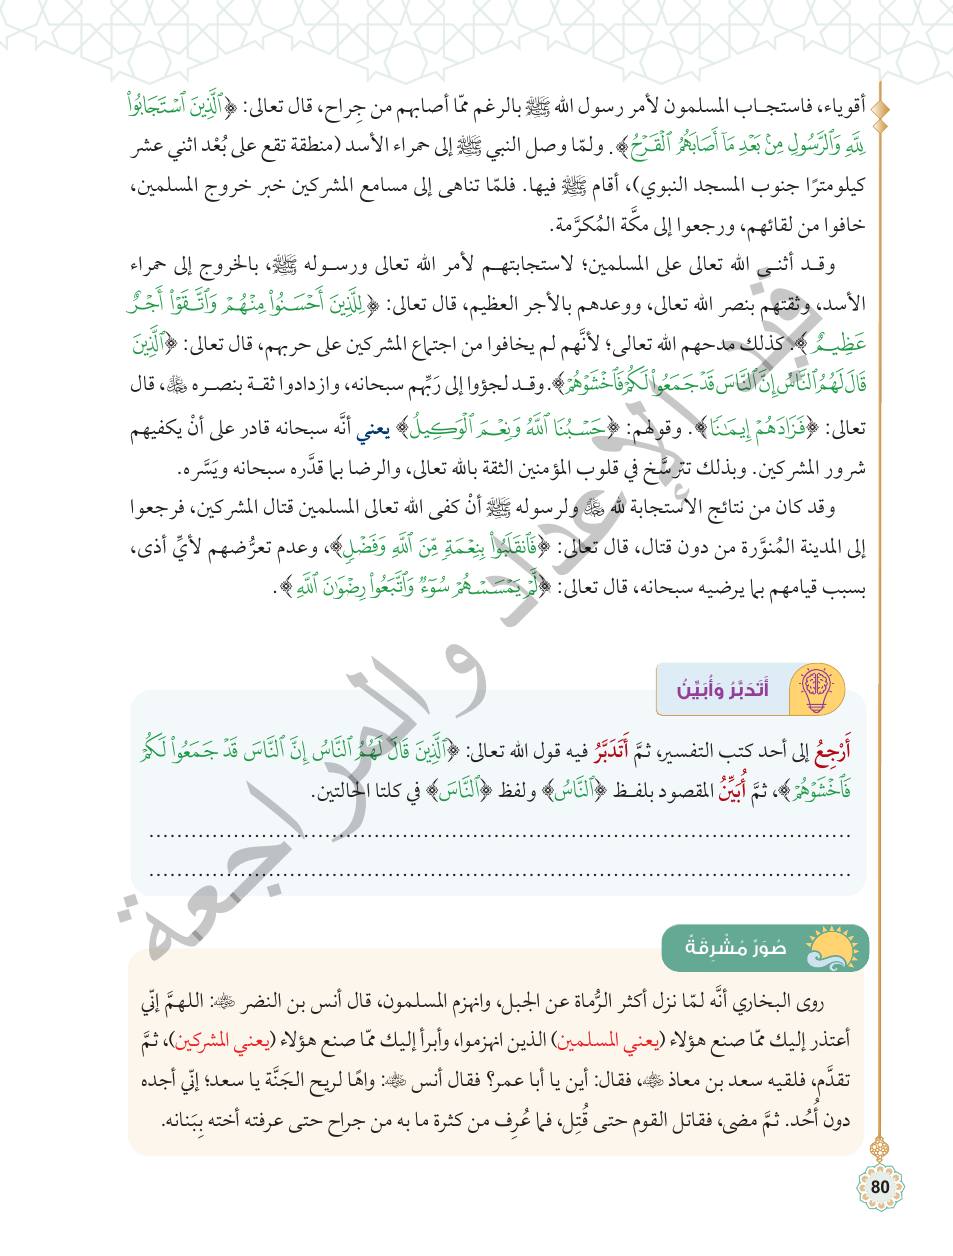 أقوياء، فاستجاب المسلمون لأمر رسول الله ﷺ بالرغم ممّا أصابهم من جِراح، قال تعالى: ﴿ٱلَّذِينَ ٱسۡتَجَابُواْ
لِلَّهِ وَٱلرَّسُولِ مِنۢ بَعۡدِ مَآ أَصَابَهُمُ ٱلۡقَرۡحُ﴾. ولمّا وصل النبي ﷺ إلى حمراء الأسد (منطقة تقع على بُعْد اثني عشر
كيلومترًا جنوب المسجد النبوي)، أقام ﷺ فيها. فلمّا تناهى إلى مسامع المشركين خبر خروج المسلمين،
خافوا من لقائهم، ورجعوا إلى مكَّة المُكرَّمة.
وقد أثنى الله تعالى على المسلمين؛ لاستجابتهم لأمر الله تعالى ورسوله ﷺ، بالخروج إلى حمراء
الأسد، وثقتهم بنصر الله تعالى، ووعدهم بالأجر العظيم، قال تعالى: ﴿لِلَّذِينَ أَحۡسَنُواْ مِنۡهُمۡ وَٱتَّقَوۡاْ أَجۡرٌ
عَظِيمٌ﴾. كذلك مدحهم الله تعالى؛ لأنَّهم لم يخافوا من اجتماع المشركين على حربهم، قال تعالى: ﴿ٱلَّذِينَ
قَالَ لَهُمُ ٱلنَّاسُ إِنَّ ٱلنَّاسَ قَدۡ جَمَعُواْ لَكُمۡ فَٱخۡشَوۡهُمۡ﴾. وقد لجؤوا إلى ربِّهم سبحانه، وازدادوا ثقة بنصره ﷻ، قال
تعالى: ﴿فَزَادَهُمۡ إِيمَٰنٗا﴾. وقولهم: ﴿حَسۡبُنَا ٱللَّهُ وَنِعۡمَ ٱلۡوَكِيلُ﴾ يعني أنَّه سبحانه قادر على أنْ يكفيهم
شرور المشركين. وبذلك تترسَّخ في قلوب المؤمنين الثقة بالله تعالى، والرضا بما قدَّره سبحانه ويَسَّره.
وقد كان من نتائج الاستجابة لله ﷻ ولرسوله ﷺ أنْ كفى الله تعالى المسلمين قتال المشركين، فرجعوا
إلى المدينة المُنوَّرة من دون قتال، قال تعالى: ﴿فَٱنقَلَبُواْ بِنِعۡمَةٖ مِّنَ ٱللَّهِ وَفَضۡلٖ﴾، وعدم تعرُّضهم لأيِّ أذى،
بسبب قيامهم بما يرضيه سبحانه، قال تعالى: ﴿لَّمۡ يَمۡسَسۡهُمۡ سُوٓءٞ وَٱتَّبَعُواْ رِضۡوَٰنَ ٱللَّهِ﴾.
أَتَدَبَّرُ وَأُبَيِّنُ
أَرْجِعُ إلى أحد كتب التفسير، ثمَّ أَتَدَبَّرُ فيه قول الله تعالى: ﴿ٱلَّذِينَ قَالَ لَهُمُ ٱلنَّاسُ إِنَّ ٱلنَّاسَ قَدۡ جَمَعُواْ لَكُمۡ
فَٱخۡشَوۡهُمۡ﴾، ثمَّ أُبَيِّنُ المقصود بلفظ ﴿ٱلنَّاسُ﴾ ولفظ ﴿ٱلنَّاسَ﴾ في كلتا الحالتين.
صُوَرٌ مُشْرِقَةٌ
روى البخاري أنَّه لمّا نزل أكثر الرُّماة عن الجبل، وانهزم المسلمون، قال أنس بن النضر رضي الله عنه: اللهمَّ إنّي
أعتذر إليك ممّا صنع هؤلاء (يعني المسلمين) الذين انهزموا، وأبرأ إليك ممّا صنع هؤلاء (يعني المشركين)، ثمَّ
تقدَّم، فلقيه سعد بن معاذ رضي الله عنه، فقال: أين يا أبا عمر؟ فقال أنس رضي الله عنه: واهًا لريح الجَنَّة يا سعد؛ إنّي أجده
دون أُحُد. ثمَّ مضى، فقاتل القوم حتى قُتِل، فما عُرِف من كثرة ما به من جراح حتى عرفته أخته بِبَنانه.
80
قيد الإعداد والمراجعة